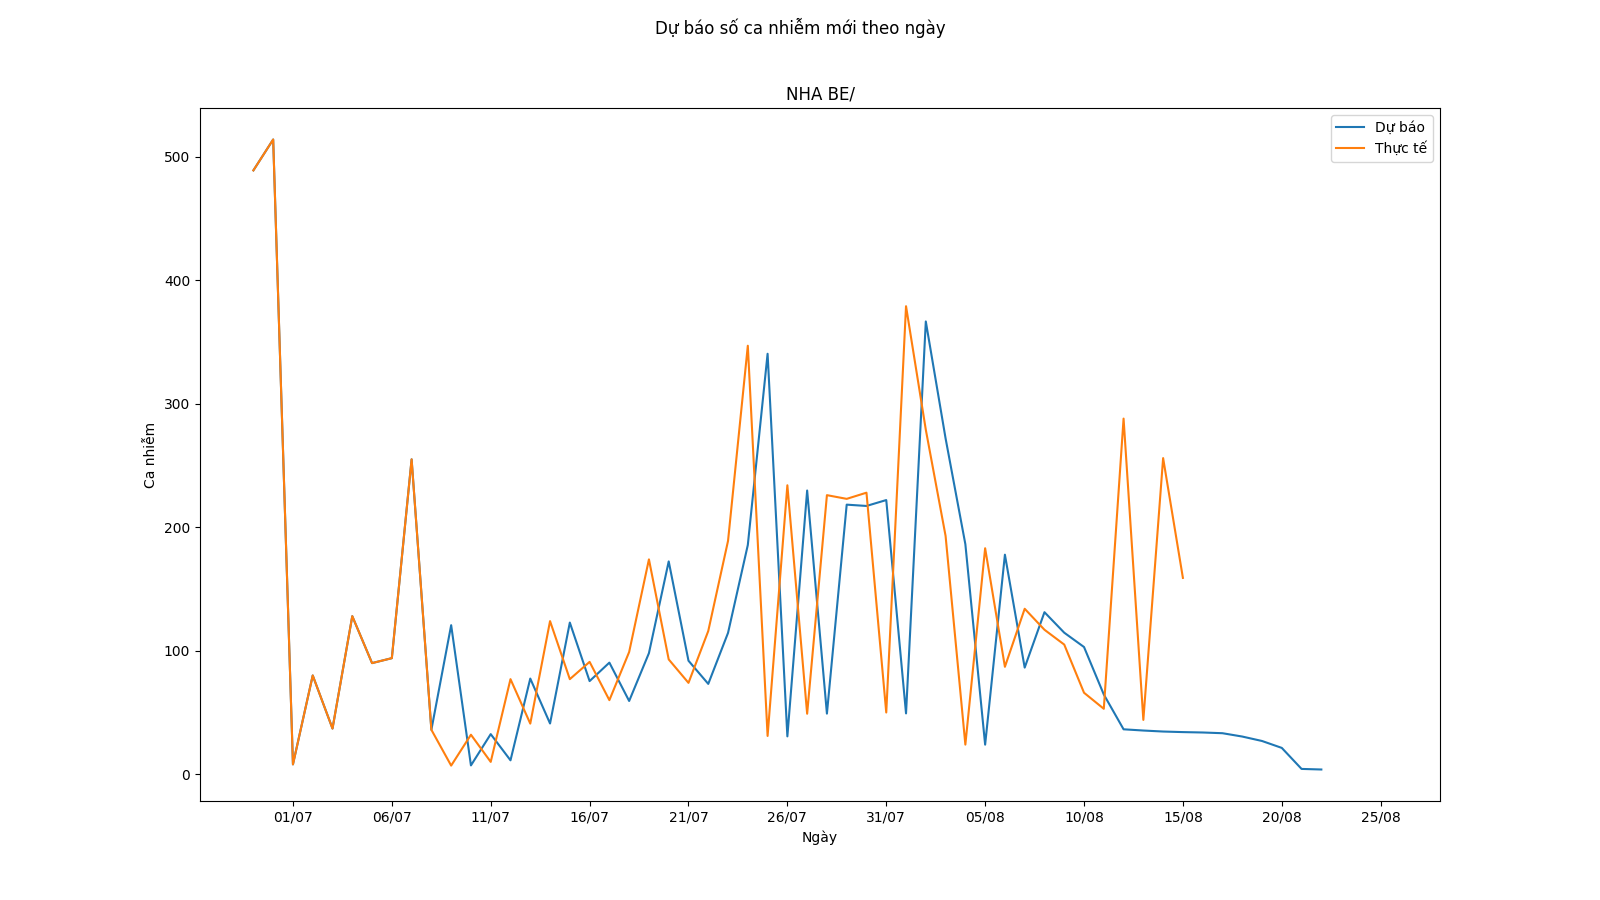 Dự báo số ca nhiễm mới theo ngày
NHA BE/
Dự báo
Thực tế
500
400
300
200
100
0
Ca nhiễm
01/07 06/07 11/07 16/07 21/07 26/07 31/07 05/08 10/08 15/08 20/08 25/08
Ngày